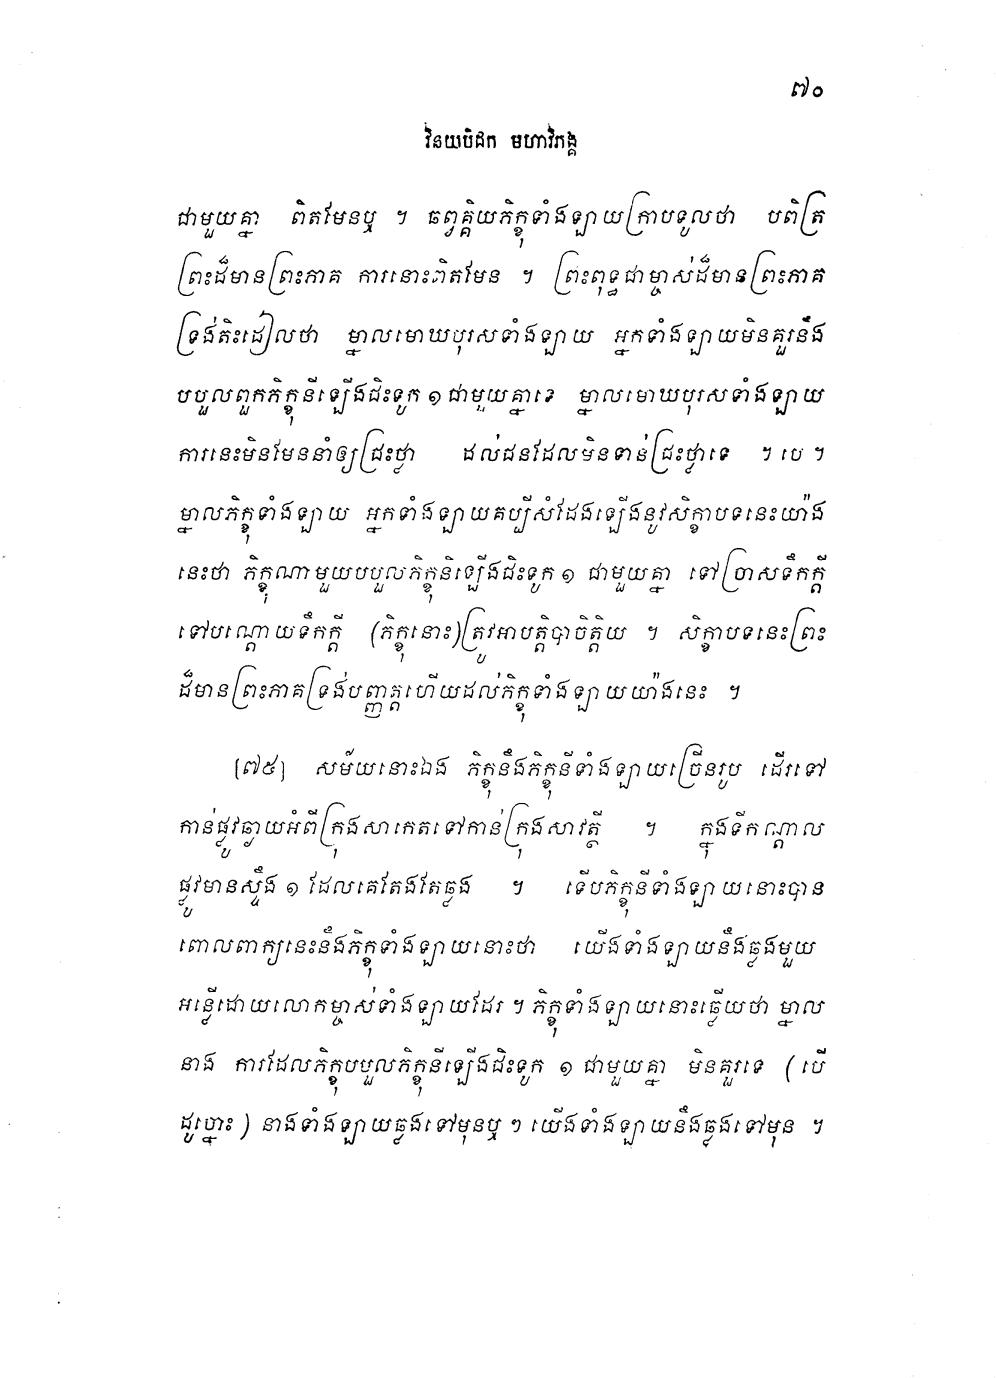 ៧០
វិនយបិដក មហាវិភង្គ
ជាមួយគ្នា ពិតមែនឬ ។ ឆព្វគ្គិយភិក្ខុទាំងឡាយក្រាបទូលថា បពិត្រ
ព្រះដ៏មានព្រះភាគ ការនោះពិតមែន ។ ព្រះពុទ្ធជាម្ចាស់ដ៏មានព្រះភាគ
ទ្រង់តិះដៀលថា ម្នាលមោឃបុរសទាំងឡាយ អ្នកទាំងឡាយមិនគួរនឹង
បបួលពួកភិក្ខុនីឡើងជិះទូក ១ ជាមួយគ្នាទេ ម្នាលមោឃបុរសទាំងឡាយ
ការនេះមិនមែននាំឲ្យជ្រះថ្លា ដល់ជនដែលមិនទាន់ជ្រះថ្លាទេ ។ បេ ។
ម្នាលភិក្ខុទាំងឡាយ អ្នកទាំងឡាយគប្បីសំដែងឡើងនូវសិក្ខាបទនេះយ៉ាង
នេះថា ភិក្ខុណាមួយបបួលភិក្ខុនិឡើងជិះទូក ១ ជាមួយគ្នា ទៅច្រាសទឹកក្តី
ទៅបណ្តោយទឹកក្តី (ភិក្ខុនោះ)ត្រូវអាបត្តិបាចិត្តិយ ។ សិក្ខាបទនេះព្រះ
ដ៏មានព្រះភាគទ្រង់បញ្ញត្តហើយដល់ភិក្ខុទាំងឡាយយ៉ាងនេះ ។
[៧៥] សម័យនោះឯង ភិក្ខុនឹងភិក្ខុនីទាំងឡាយច្រើនរូប ដើរទៅ
កាន់ផ្លូវឆ្ងាយអំពីក្រុងសាកេតទៅកាន់ក្រុងសាវត្ថី ។ ក្នុងទីកណ្តាល
ផ្លូវមានស្ទឹង ១ ដែលគេតែងតែឆ្លង ។ ទើបភិក្ខុនីទាំងឡាយនោះបាន
ពោលពាក្យនេះនឹងភិក្ខុទាំងឡាយនោះថា យើងទាំងឡាយនឹងឆ្លងមួយ
អន្លើដោយលោកម្ចាស់ទាំងឡាយដែរ ។ ភិក្ខុទាំងឡាយនោះឆ្លើយថា ម្នាល
នាង ការដែលភិក្ខុបបួលភិក្ខុនីឡើងជិះទូក ១ ជាមួយគ្នា មិនគួរទេ (បើ
ដូច្នោះ) នាងទាំងឡាយឆ្លងទៅមុនឬ ៗ យើងទាំងឡាយនឹងឆ្លងទៅមុន ។